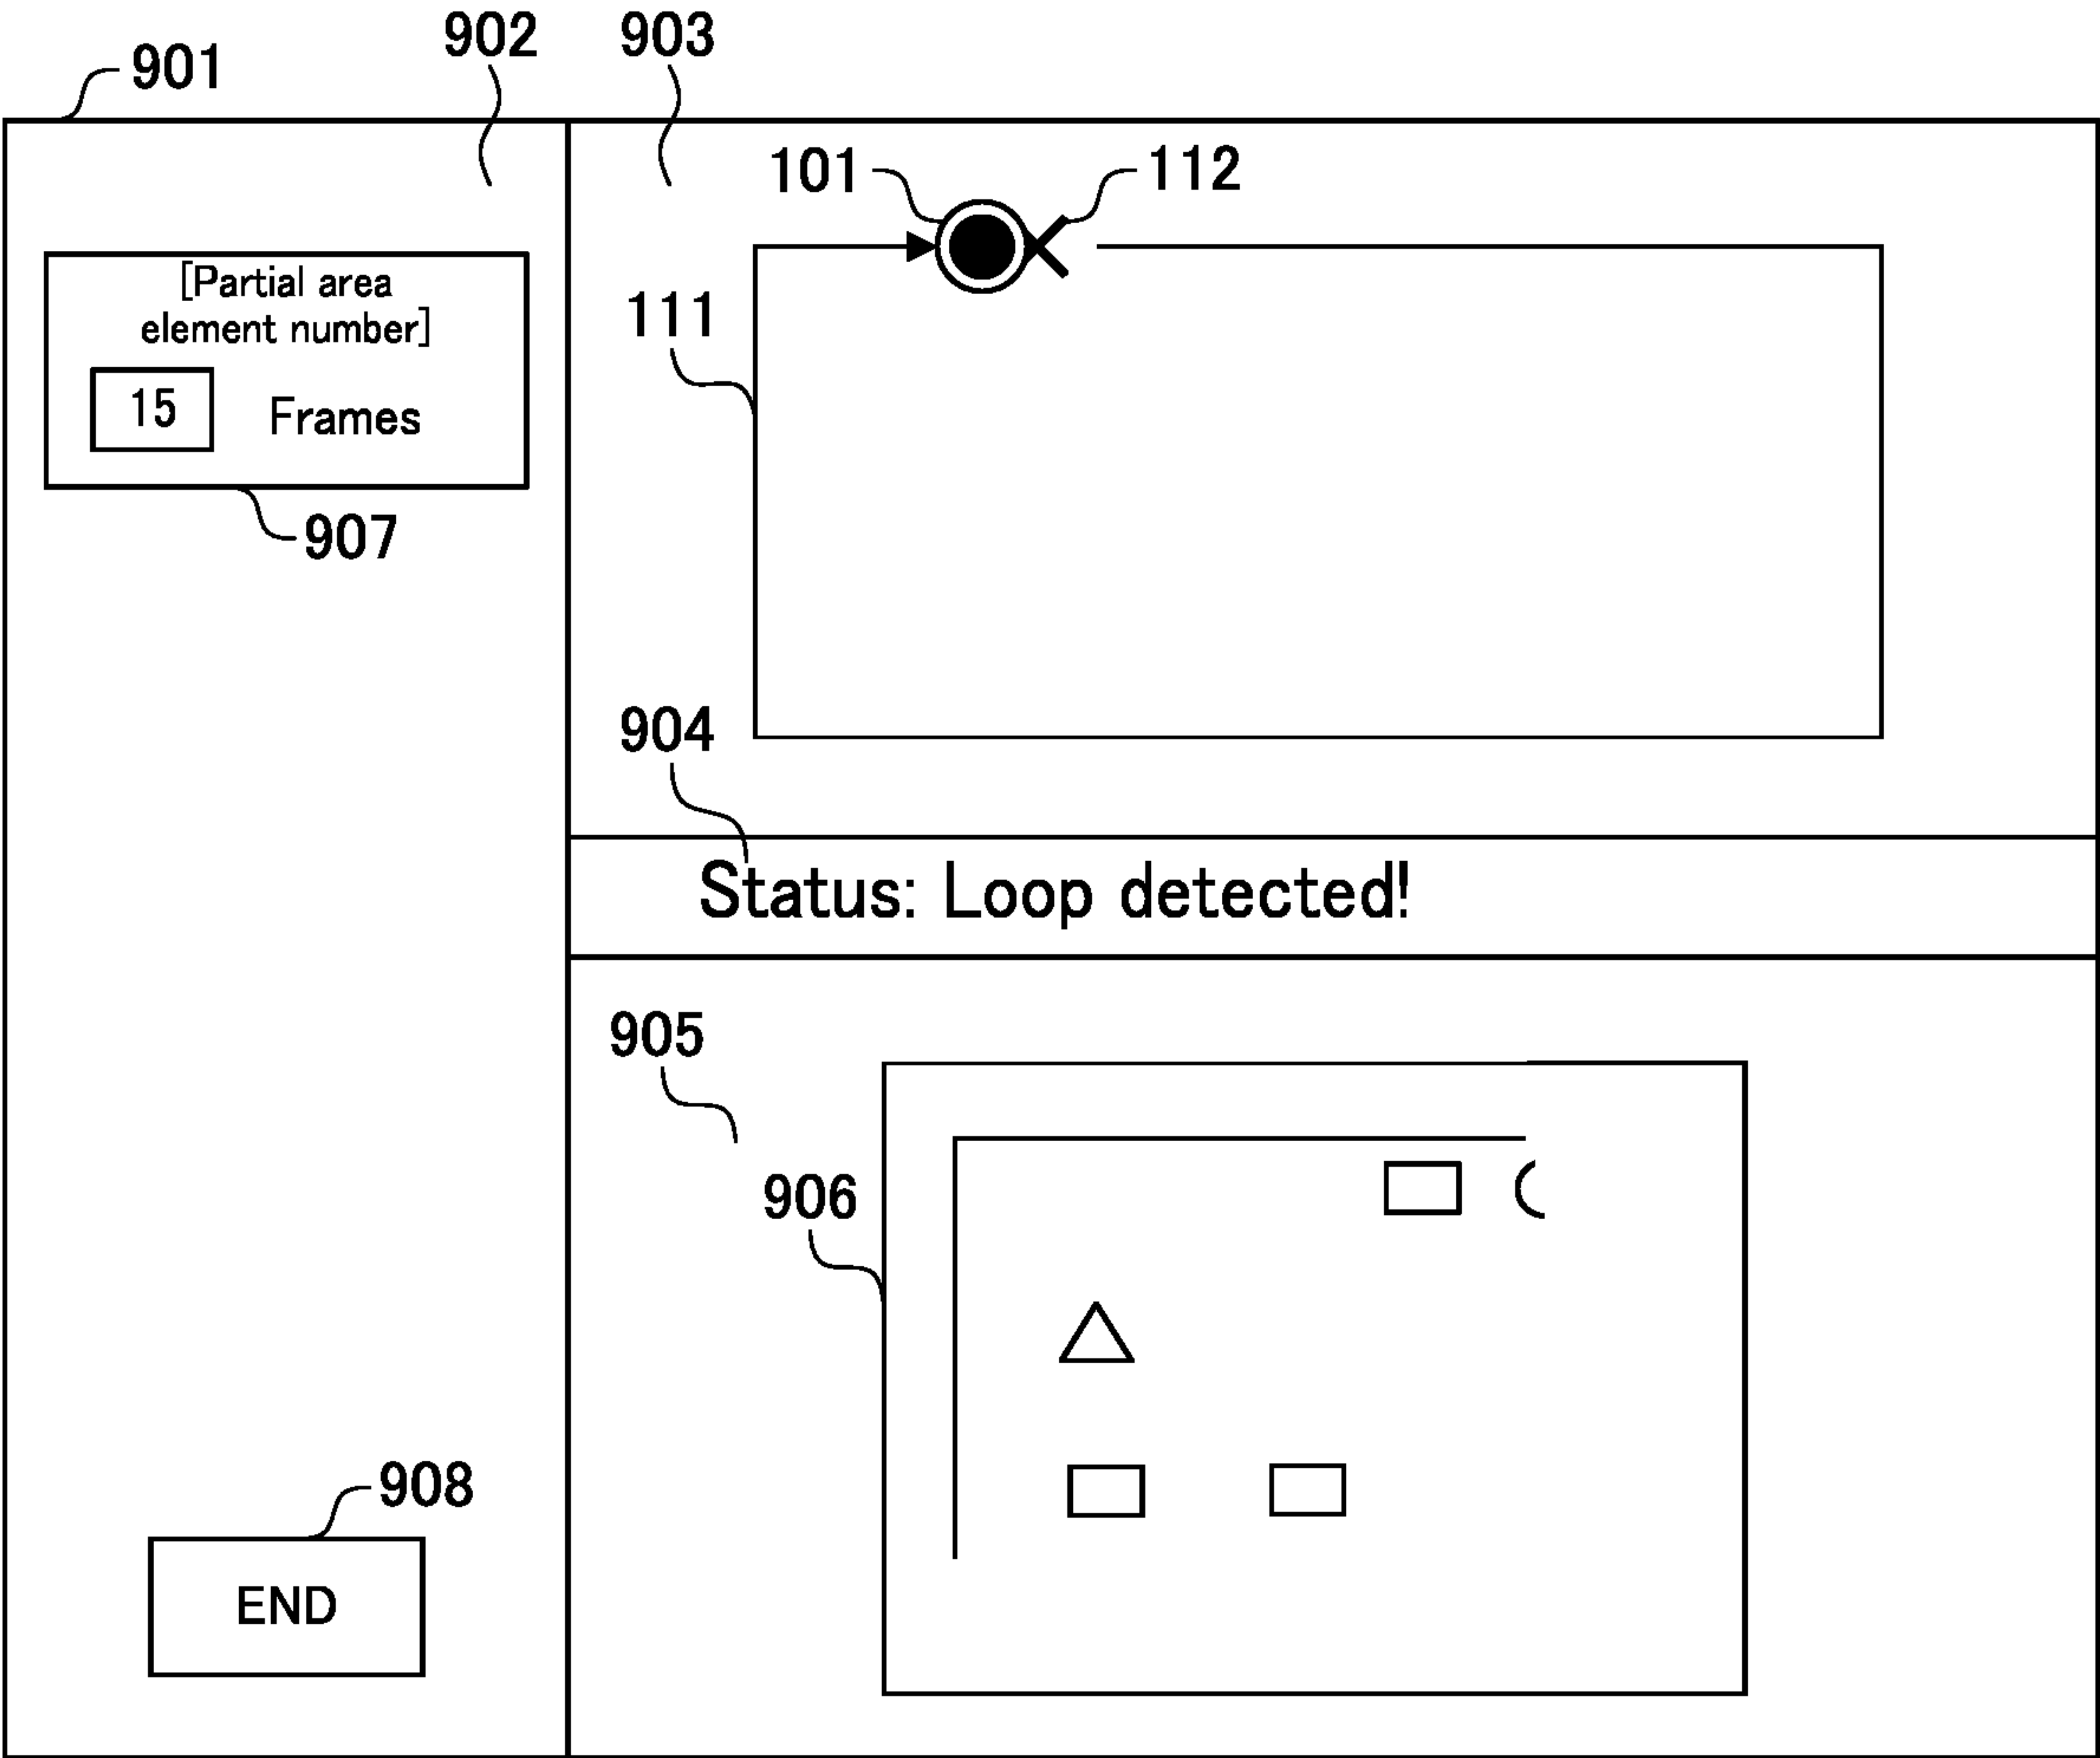 901
902
903
101
112
[Partial area
element number]
15
Frames
111
907
904
Status: Loop detected!
905
906
908
END